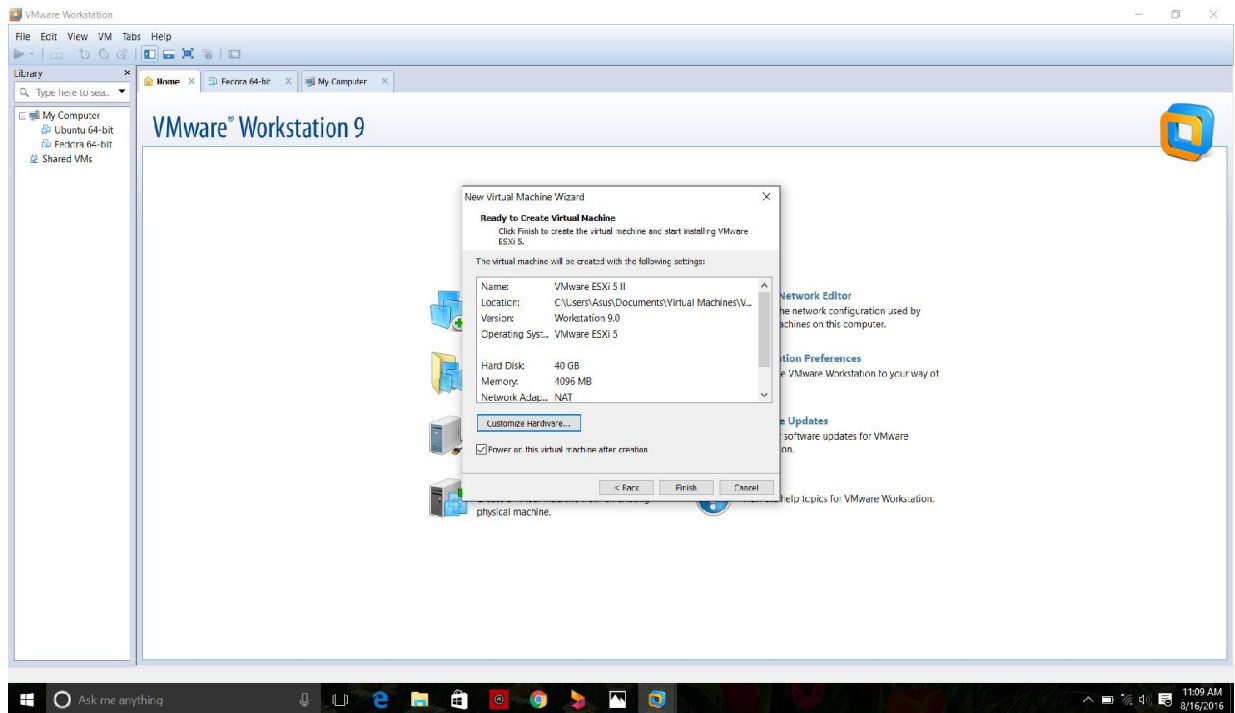 VMware Workstation
File Edit View VM Tabs Help
Library ×
Type here to sea...
My Computer
Ubuntu 64-bit
Fedora 64-bit
Shared VMs
Home × Fedora 64-bit × My Computer ×
VMware® Workstation 9
New Virtual Machine Wizard
Ready to Create Virtual Machine
Click Finish to create the virtual machine and start installing VMware
ESXi 5.
The virtual machine will be created with the following settings:
Name: VMware ESXi 5 II
Location: C:\Users\Asus\Documents\Virtual Machines\V...
Version: Workstation 9.0
Operating Syst... VMware ESXi 5
Hard Disk: 40 GB
Memory: 4096 MB
Network Adap... NAT
Customize Hardware...
Power on this virtual machine after creation
< Back Finish Cancel
Network Editor
he network configuration used by
achines on this computer.
tion Preferences
e VMware Workstation to your way of
e Updates
software updates for VMware
on.
physical machine.
help topics for VMware Workstation.
Ask me anything
11:09 AM
8/16/2016